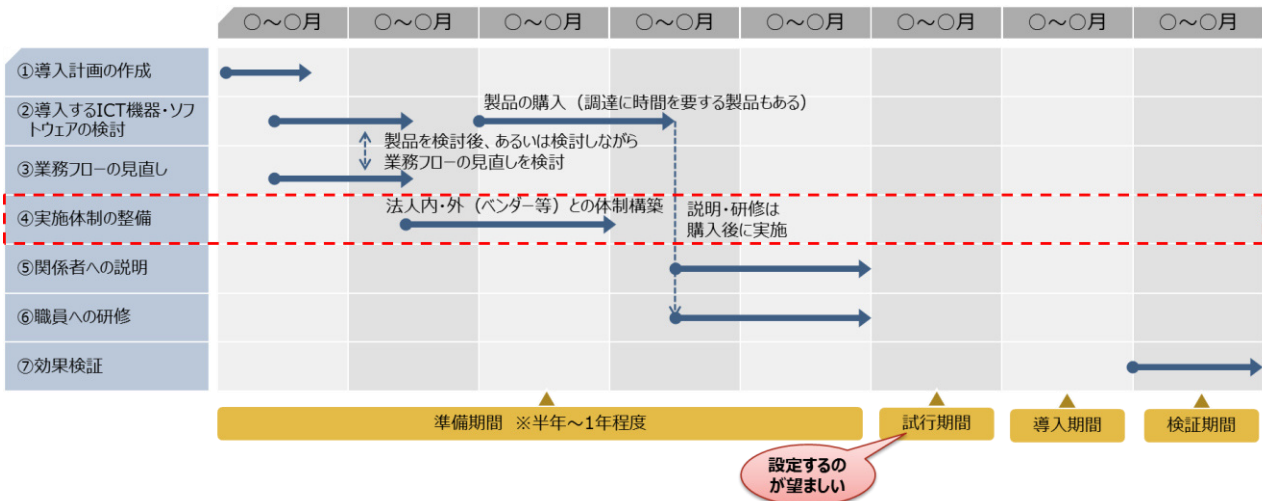 ○～○月 ○～○月 ○～○月 ○～○月 ○～○月 ○～○月 ○～○月 ○～○月
①導入計画の作成
②導入するICT機器・ソフ
トウェアの検討
製品の購入（調達に時間を要する製品もある）
製品を検討後、あるいは検討しながら
業務フローの見直しを検討
③業務フローの見直し
④実施体制の整備
法人内・外（ベンダー等）との体制構築
説明・研修は
購入後に実施
⑤関係者への説明
⑥職員への研修
⑦効果検証
準備期間 ※半年～1年程度
試行期間
導入期間
検証期間
設定するの
が望ましい